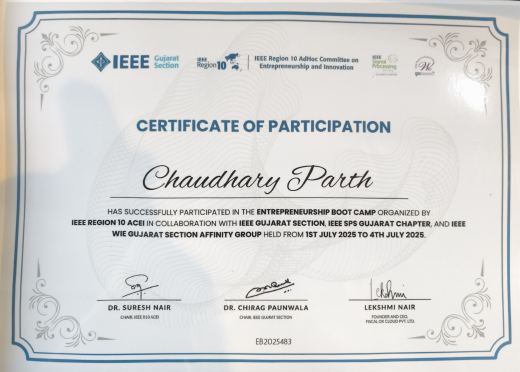 IEEE Gujarat Section
IEEE Region 10
IEEE Region 10 AdHoc Committee on
Entrepreneurship and Innovation
IEEE Signal Processing
CERTIFICATE OF PARTICIPATION
Chaudhary Parth
HAS SUCCESSFULLY PARTICIPATED IN THE ENTREPRENEURSHIP BOOT CAMP ORGANIZED BY
IEEE REGION 10 ACEI IN COLLABORATION WITH IEEE GUJARAT SECTION, IEEE SPS GUJARAT CHAPTER, AND IEEE
WIE GUJARAT SECTION AFFINITY GROUP HELD FROM 1ST JULY 2025 TO 4TH JULY 2025.
Lekshmi
DR. SURESH NAIR
CHAIR, IEEE R10 ACEI
DR. CHIRAG PAUNWALA
CHAIR, IEEE GUJARAT SECTION
LEKSHMI NAIR
FOUNDER AND CEO,
FISCAL OX CLOUD PVT. LTD.
EB2025483